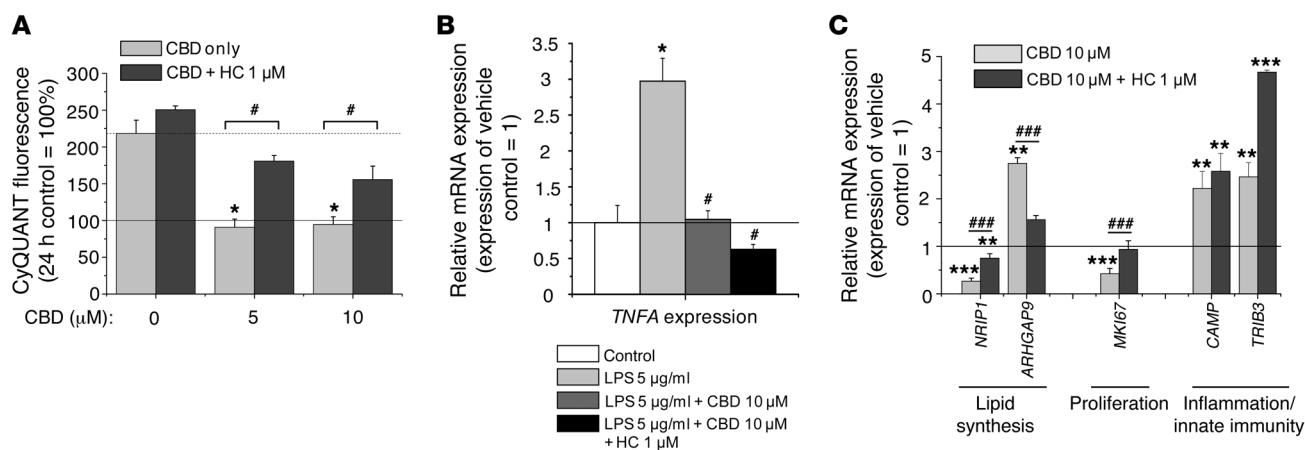 A
CBD only
CBD + HC 1 µM
CyQUANT fluorescence
(24 h control = 100%)
300
250
200
150
100
50
0
#
#
*
*
CBD (µM):
0
5
10
B
Relative mRNA expression
(expression of vehicle
control = 1)
3.5
3
2.5
2
1.5
1
0.5
0
*
#
#
TNFA expression
Control
LPS 5 µg/ml
LPS 5 µg/ml + CBD 10 µM
LPS 5 µg/ml + CBD 10 µM
+ HC 1 µM
C
Relative mRNA expression
(expression of vehicle
control = 1)
5
4
3
2
1
0
CBD 10 µM
CBD 10 µM + HC 1 µM
###
***
**
###
**
###
***
**
**
**
***
NRIP1
ARHGAP9
MKI67
CAMP
TRIB3
Lipid
synthesis
Proliferation
Inflammation/
innate immunity